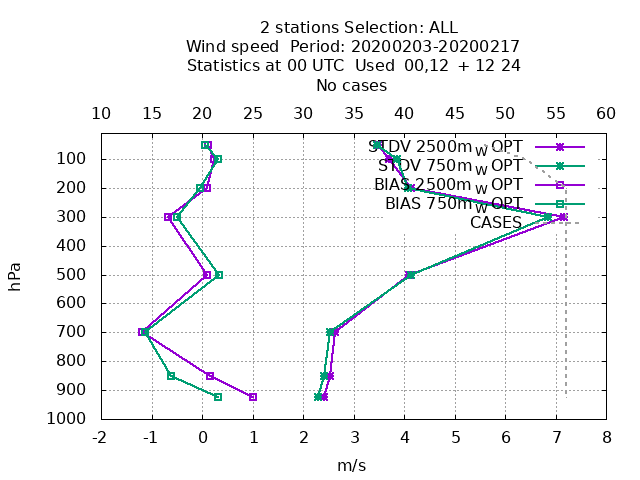 2 stations Selection: ALL
Wind speed  Period: 20200203-20200217
Statistics at 00 UTC  Used  00,12  + 12 24
No cases
10 15 20 25 30 35 40 45 50 55 60
STDV 2500m_W OPT
STDV 750m_W OPT
BIAS 2500m_W OPT
BIAS 750m_W OPT
CASES
100
200
300
400
500
600
700
800
900
1000
hPa
-2 -1 0 1 2 3 4 5 6 7 8
m/s